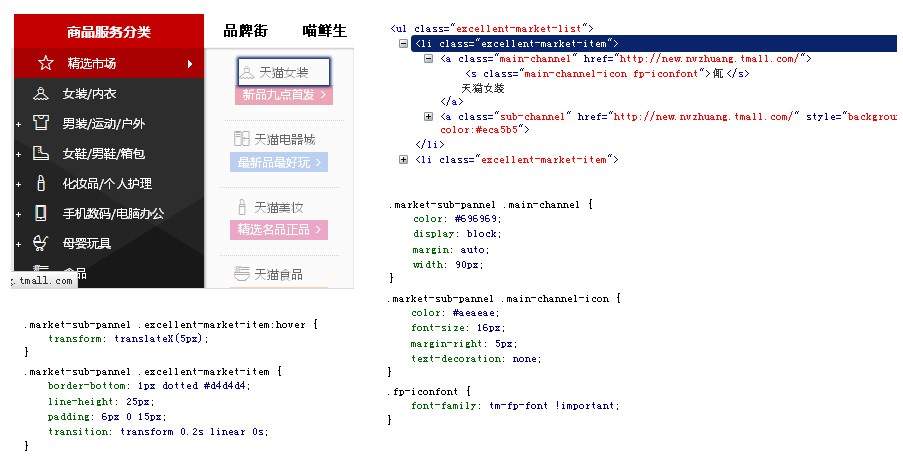 商品服务分类
品牌街
喵鲜生
精选市场
女装/内衣
男装/运动/户外
女鞋/男鞋/箱包
化妆品/个人护理
手机数码/电脑办公
母婴玩具
食品
.tmall.com
天猫女装
新品九点首发 >
天猫电器城
最新品最好玩 >
天猫美妆
精选名品正品 >
天猫食品
.market-sub-pannel .excellent-market-item:hover {
transform: translateX(5px);
}
.market-sub-pannel .excellent-market-item {
border-bottom: 1px dotted #d4d4d4;
line-height: 25px;
padding: 6px 0 15px;
transition: transform 0.2s linear 0s;
}
<ul class="excellent-market-list">
<li class="excellent-market-item">
<a class="main-channel" href="http://new.nvzhuang.tmall.com/">
<s class="main-channel-icon fp-iconfont"></s>
天猫女装
</a>
<a class="sub-channel" href="http://new.nvzhuang.tmall.com/" style="backgroun
color:#eca5b5">
</li>
<li class="excellent-market-item">
.market-sub-pannel .main-channel {
color: #696969;
display: block;
margin: auto;
width: 90px;
}
.market-sub-pannel .main-channel-icon {
color: #aeaeae;
font-size: 16px;
margin-right: 5px;
text-decoration: none;
}
.fp-iconfont {
font-family: tm-fp-font !important;
}